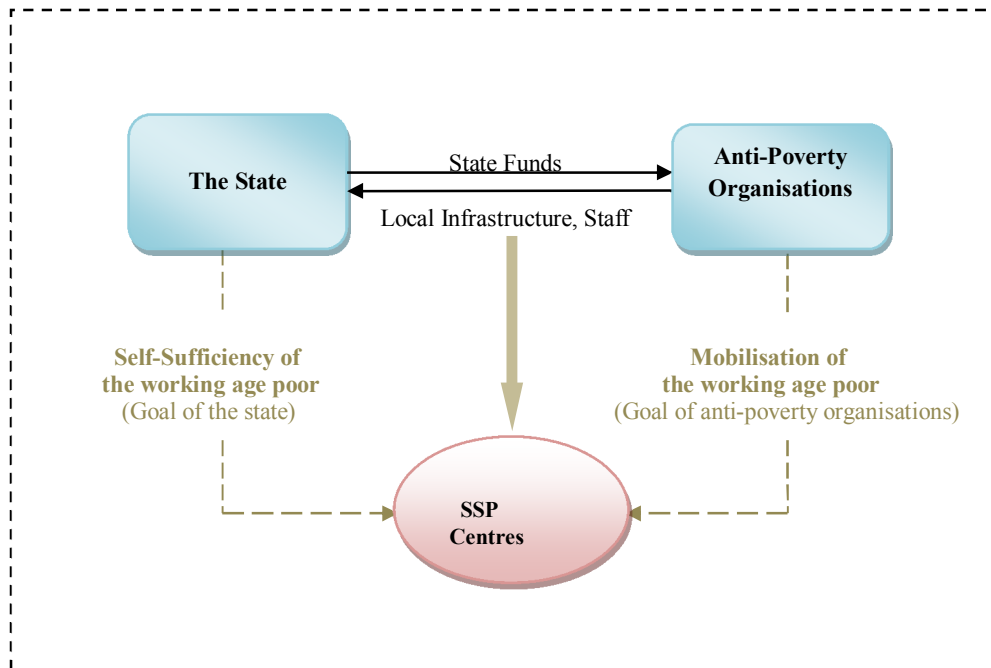 The State
State Funds
Local Infrastructure, Staff
Anti-Poverty
Organisations
Self-Sufficiency of
the working age poor
(Goal of the state)
Mobilisation of
the working age poor
(Goal of anti-poverty organisations)
SSP
Centres